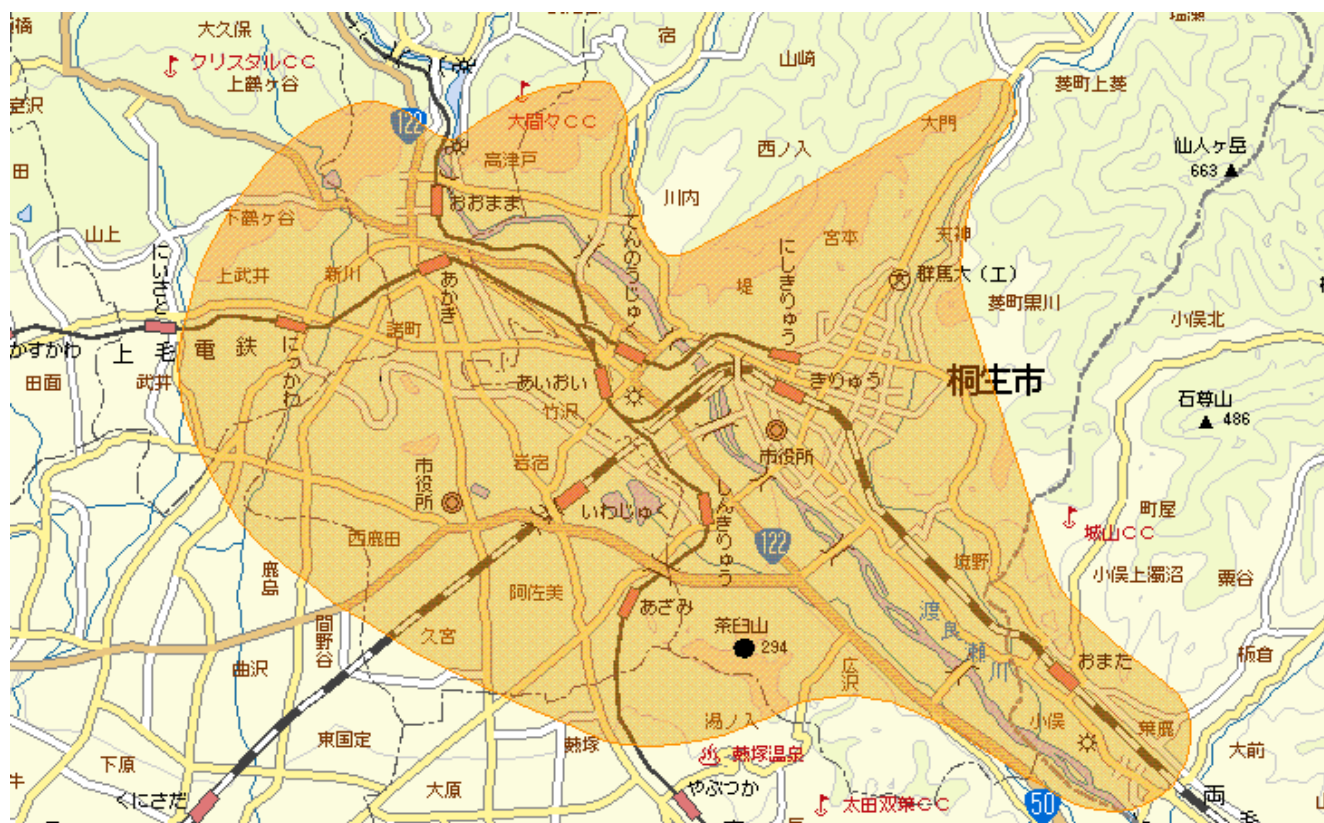 大久保
宿
塩瀬
クリスタルCC
山崎
上鶴ヶ谷
菱町上菱
室沢
122
大間々CC
大門
西ノ入
仙人ヶ岳
高津戸
663
田
川内
おおまま
下鶴ヶ谷
山上
宮本
天神
上武井
新川
にしきりゅう
群馬大（工）
堤
あかぎ
菱町黒川
諸町
小俣北
かすかわ
上毛電鉄
田面
武井
にっかわ
あいおい
きりゅう
桐生市
竹沢
石尊山
486
岩宿
市役所
市役所
いわじゅく
しんきりゅう
町屋
城山CC
西鹿田
122
境野
鹿島
小俣上濁沼
粟谷
阿佐美
あざみ
茶臼山
294
渡良瀬川
久宮
間野谷
広沢
おまた
板倉
曲沢
湯ノ入
小俣
葉鹿
東国定
藪塚
藪塚温泉
大前
下原
大原
やぶつか
くにさだ
太田双葉CC
50
両
毛